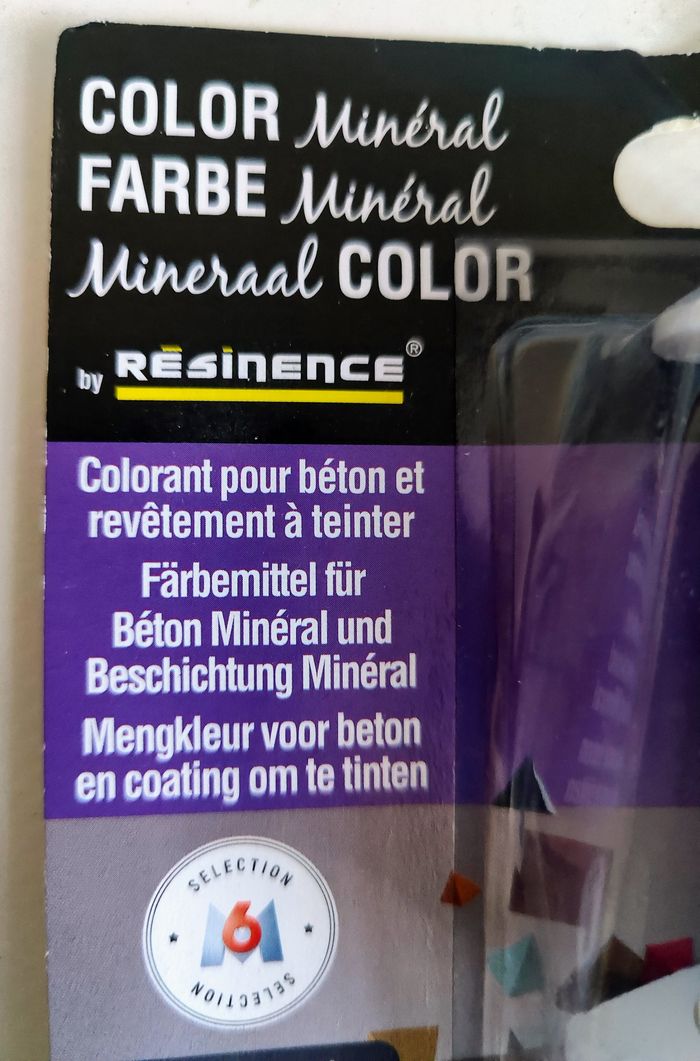 COLOR Minéral
FARBE Minéral
Mineraal COLOR
by RÉSINENCE®
Colorant pour béton et
revêtement à teinter
Färbemittel für
Béton Minéral und
Beschichtung Minéral
Mengkleur voor beton
en coating om te tinten
SELECTION
M6
SELECTION